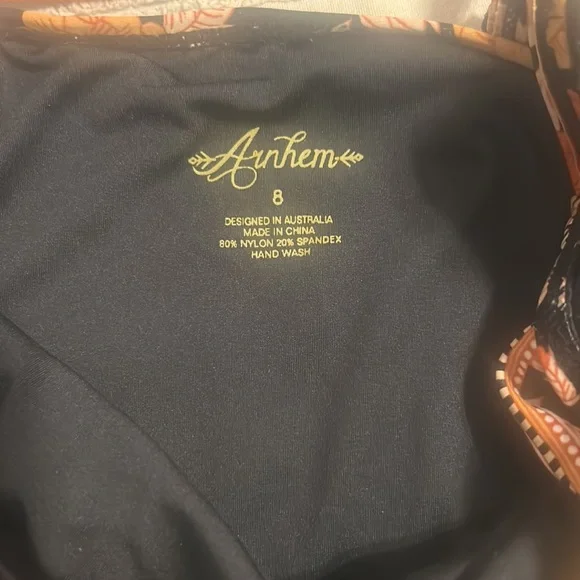 Arnhem
8
DESIGNED IN AUSTRALIA
MADE IN CHINA
80% NYLON 20% SPANDEX
HAND WASH